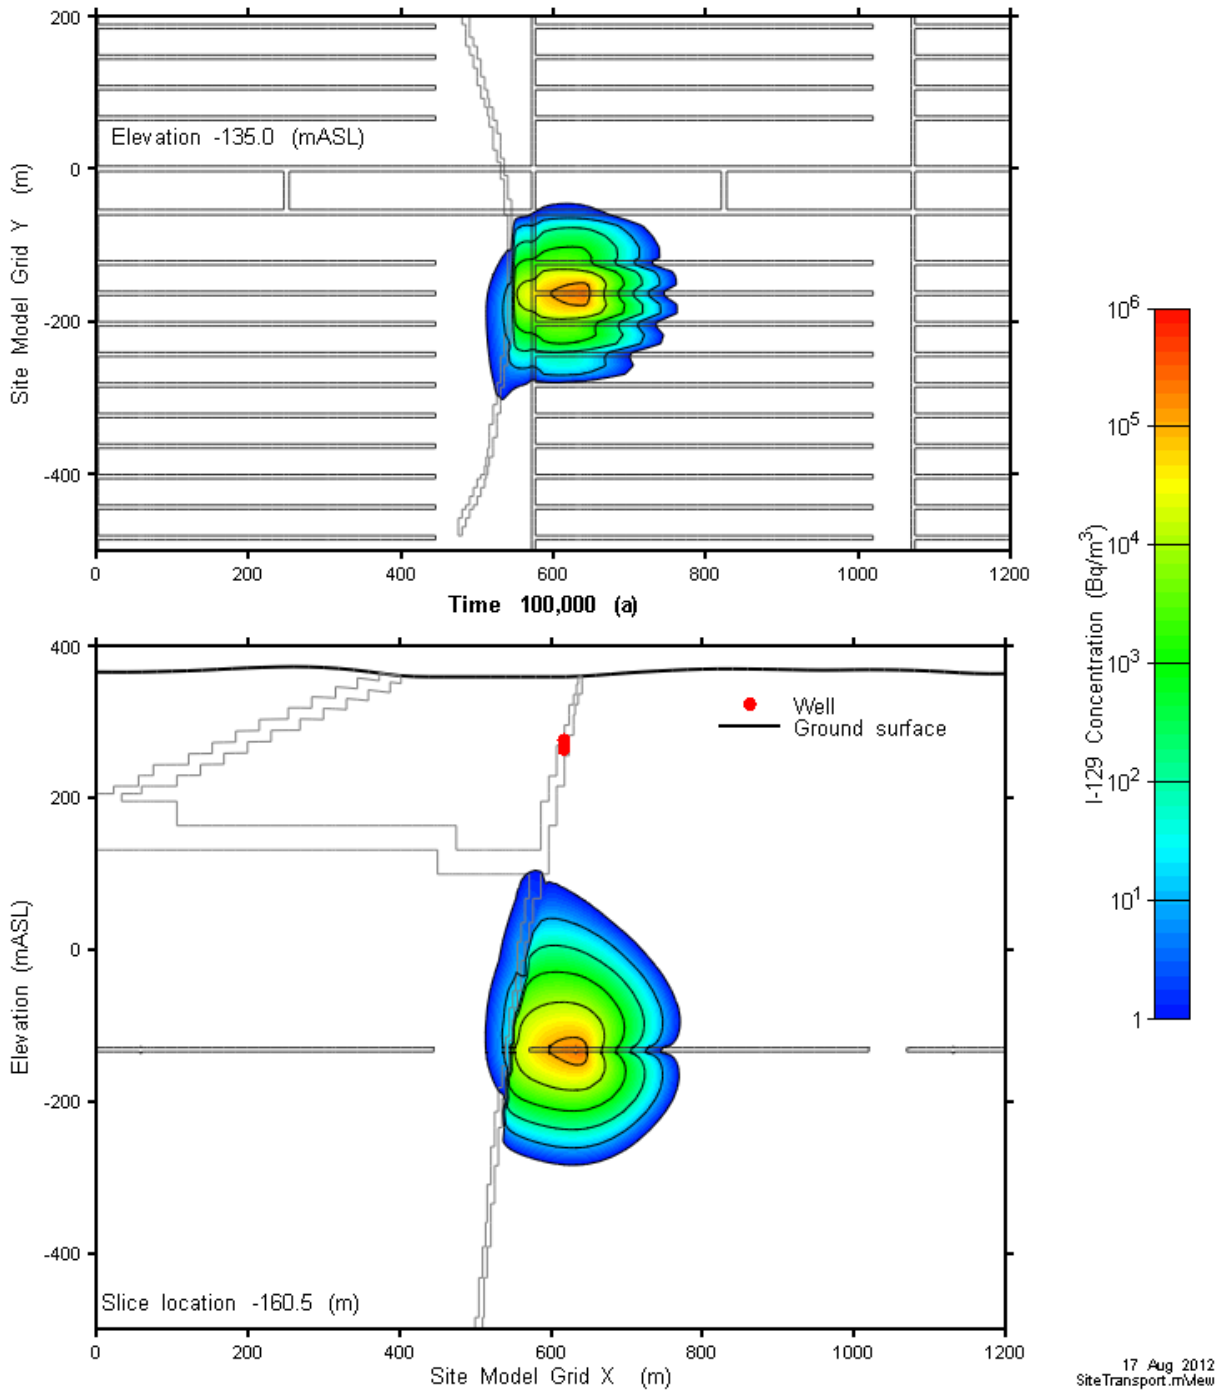 200
0
-200
-400
Site Model Grid Y (m)
Elevation -135.0 (mASL)
0 200 400 600 800 1000 1200
Time 100,000 (a)
400
200
0
-200
-400
Elevation (mASL)
Well
Ground surface
Slice location -160.5 (m)
0 200 400 600 800 1000 1200
Site Model Grid X (m)
10⁶
10⁵
10⁴
10³
10²
10¹
1
I-129 Concentration (Bq/m³)
17 Aug 2012
SiteTransport.mView